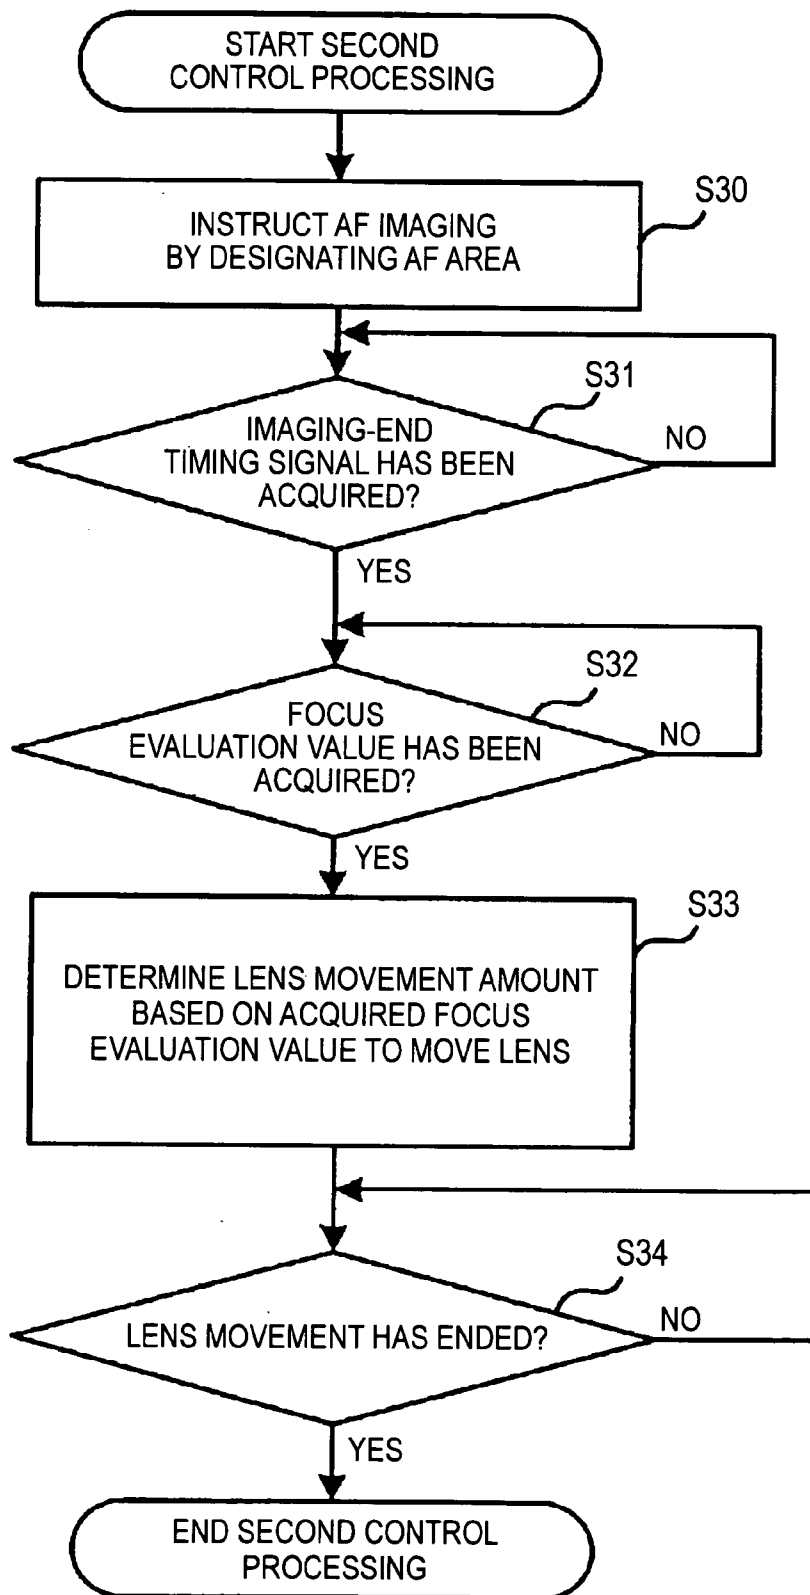 START SECOND
CONTROL PROCESSING
S30
INSTRUCT AF IMAGING
BY DESIGNATING AF AREA
S31
IMAGING-END
TIMING SIGNAL HAS BEEN
ACQUIRED?
NO
YES
S32
FOCUS
EVALUATION VALUE HAS BEEN
ACQUIRED?
NO
YES
S33
DETERMINE LENS MOVEMENT AMOUNT
BASED ON ACQUIRED FOCUS
EVALUATION VALUE TO MOVE LENS
S34
LENS MOVEMENT HAS ENDED?
NO
YES
END SECOND CONTROL
PROCESSING